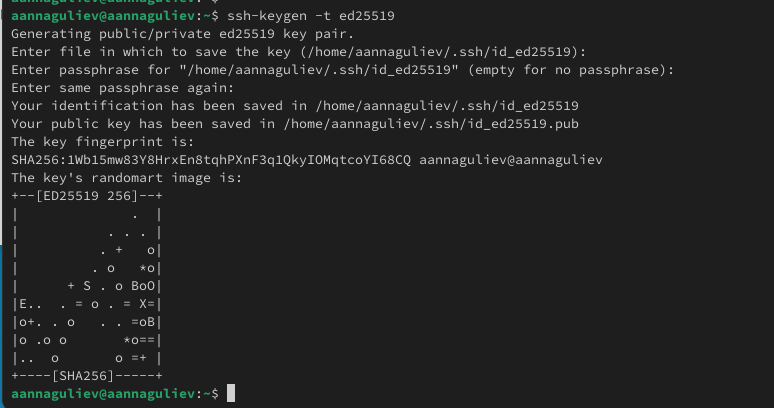 aannaguliev@aannaguliev:~$ ssh-keygen -t ed25519
Generating public/private ed25519 key pair.
Enter file in which to save the key (/home/aannaguliev/.ssh/id_ed25519):
Enter passphrase for "/home/aannaguliev/.ssh/id_ed25519" (empty for no passphrase):
Enter same passphrase again:
Your identification has been saved in /home/aannaguliev/.ssh/id_ed25519
Your public key has been saved in /home/aannaguliev/.ssh/id_ed25519.pub
The key fingerprint is:
SHA256:1Wb15mw83Y8HrxEn8tqhPXnF3q1QkyIOMqtcoYI68CQ aannaguliev@aannaguliev
The key's randomart image is:
+--[ED25519 256]--+
|              .  |
|           . . . |
|          . +   o|
|         . o   *o|
|      + S . o BoO|
|E..  . = o . = X=|
|o+. . o   . . =oB|
|o .o o       *o==|
|..  o       o =+ |
+----[SHA256]-----+
aannaguliev@aannaguliev:~$